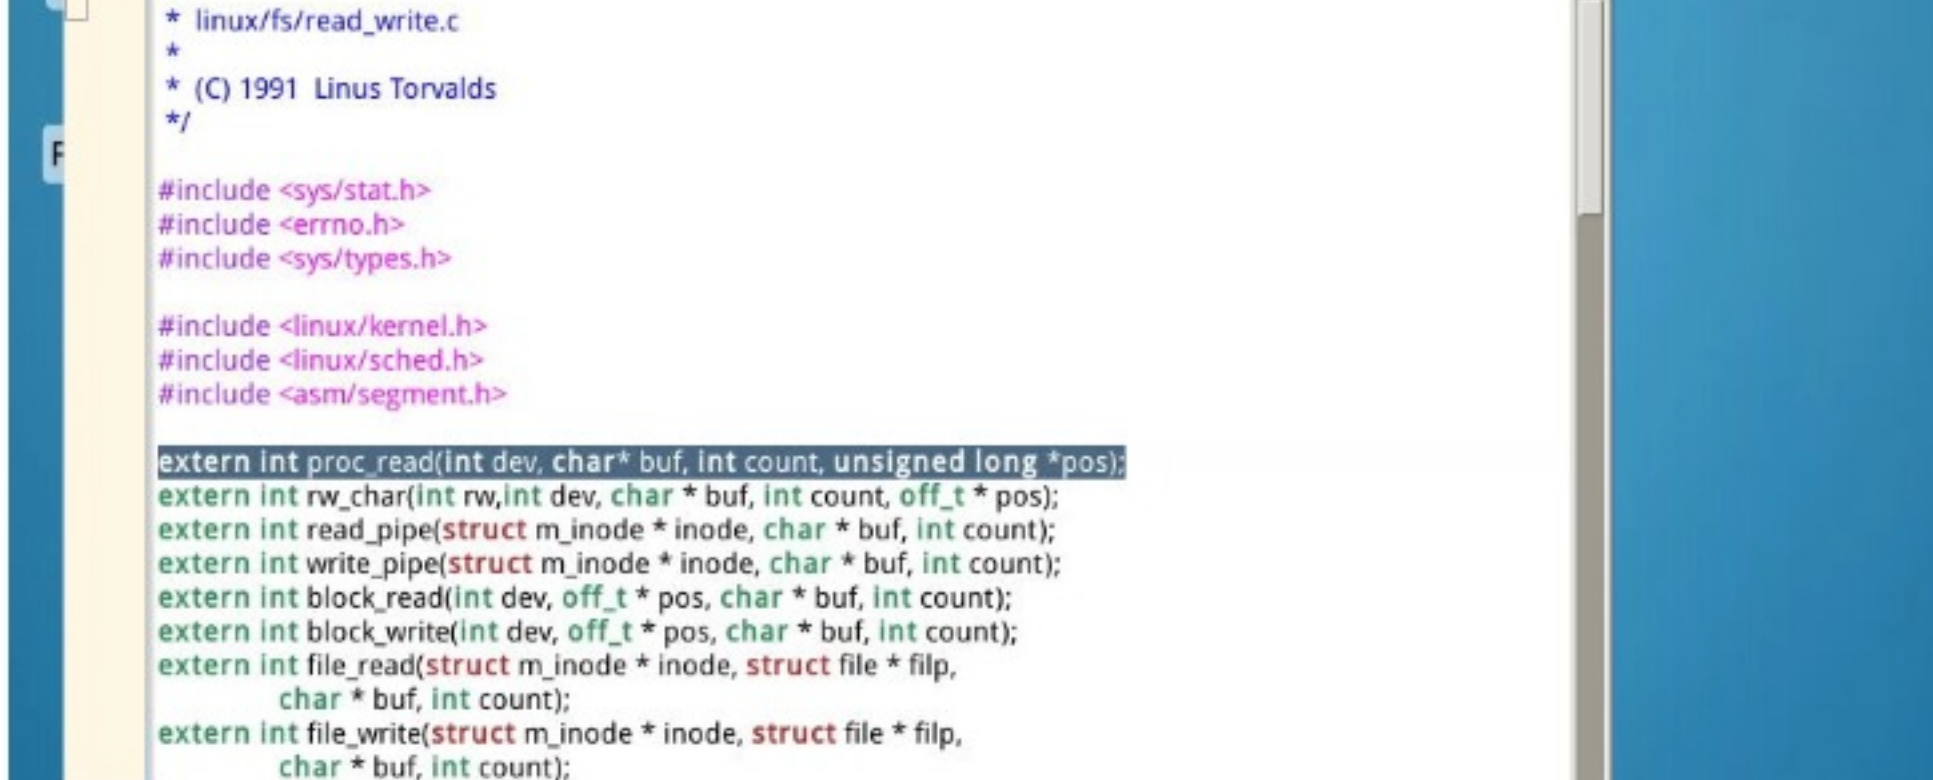 * linux/fs/read_write.c
*
* (C) 1991  Linus Torvalds
*/
F
#include <sys/stat.h>
#include <errno.h>
#include <sys/types.h>
#include <linux/kernel.h>
#include <linux/sched.h>
#include <asm/segment.h>
extern int proc_read(int dev, char* buf, int count, unsigned long *pos);
extern int rw_char(int rw,int dev, char * buf, int count, off_t * pos);
extern int read_pipe(struct m_inode * inode, char * buf, int count);
extern int write_pipe(struct m_inode * inode, char * buf, int count);
extern int block_read(int dev, off_t * pos, char * buf, int count);
extern int block_write(int dev, off_t * pos, char * buf, int count);
extern int file_read(struct m_inode * inode, struct file * filp,
char * buf, int count);
extern int file_write(struct m_inode * inode, struct file * filp,
char * buf, int count);